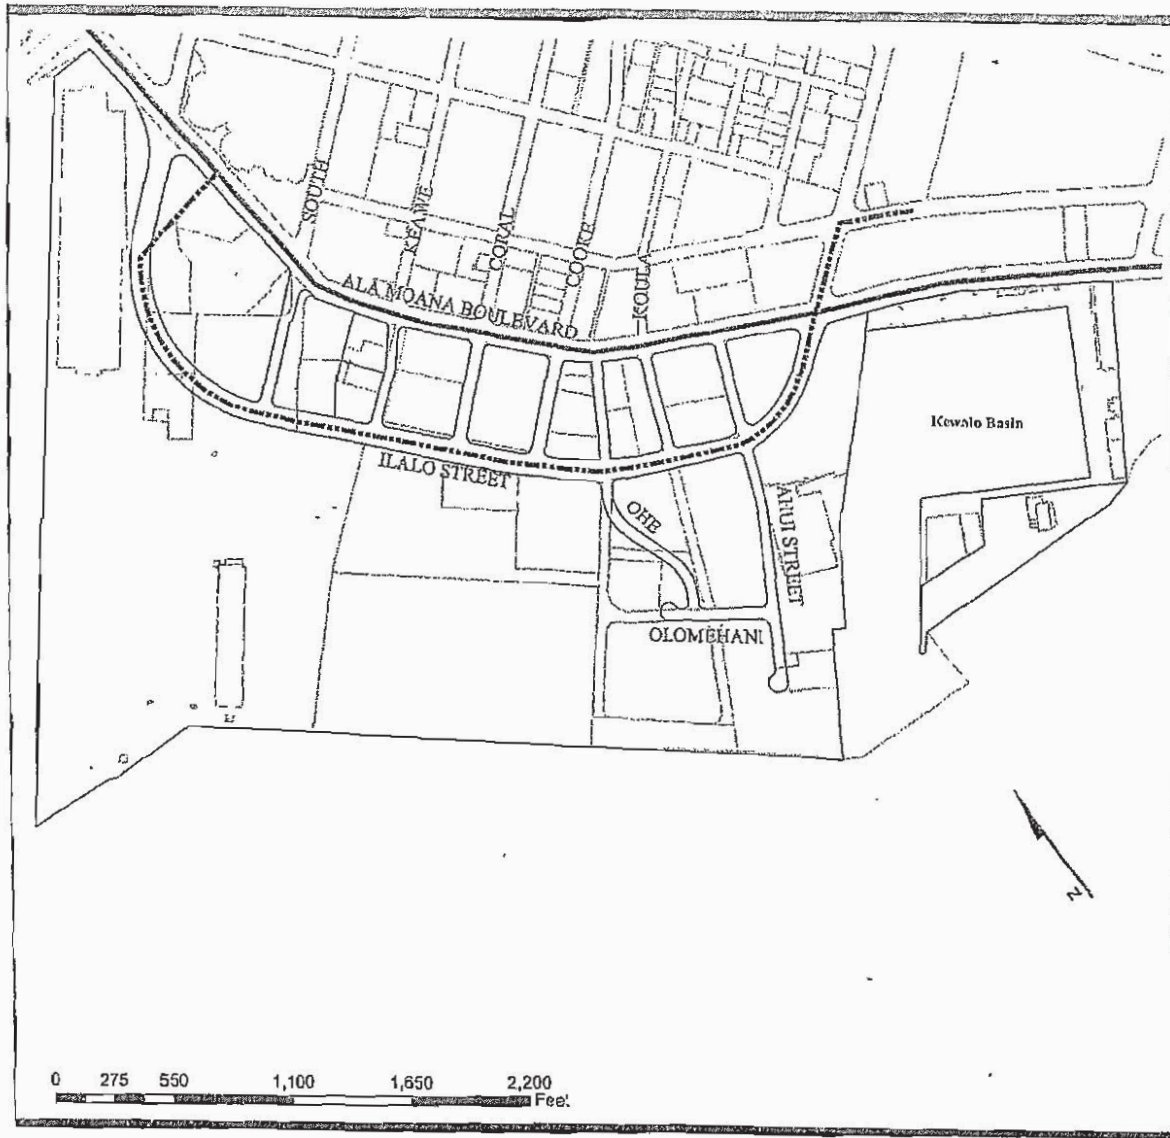 SOUTH
KEAWE
CORAL
COOKE
KOULA
ALA MOANA BOULEVARD
Kewalo Basin
ILALO STREET
OHE
AHUI STREET
OLOMEHANI
N
0 275 550 1,100 1,650 2,200
Feet